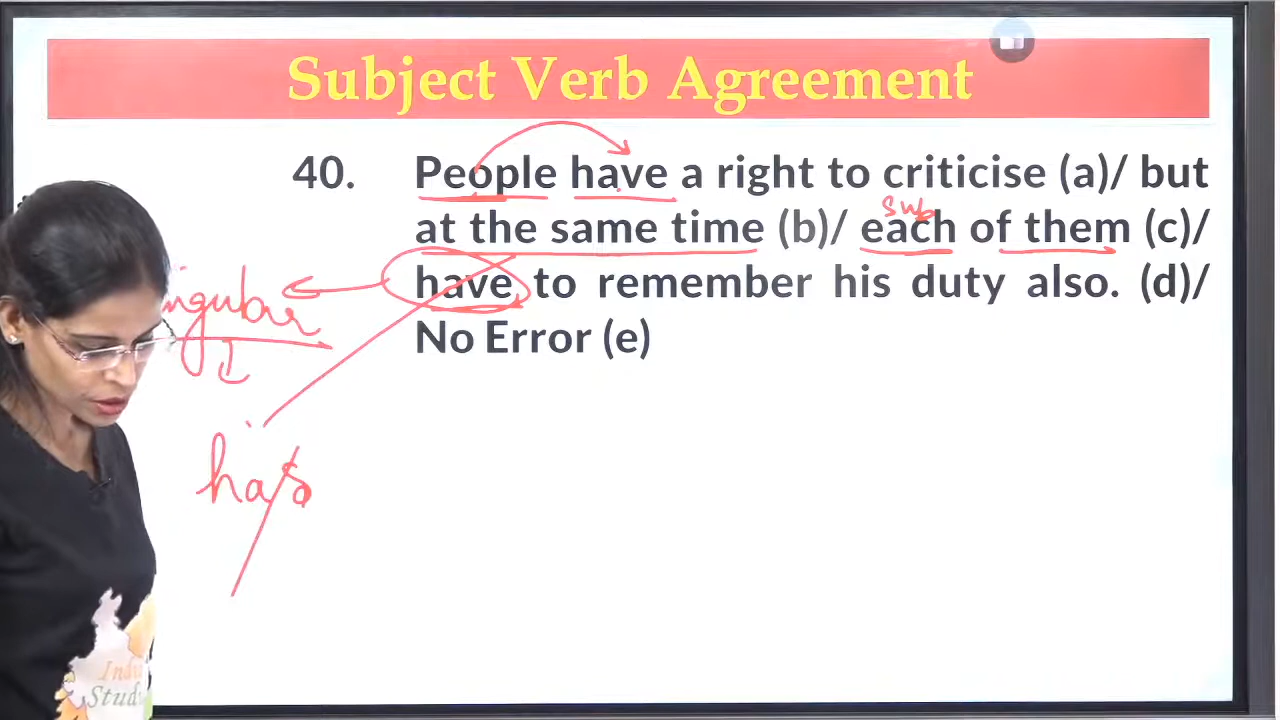 Subject Verb Agreement
40. People have a right to criticise (a)/ but
at the same time (b)/ each of them (c)/
have to remember his duty also. (d)/
No Error (e)
sub
has